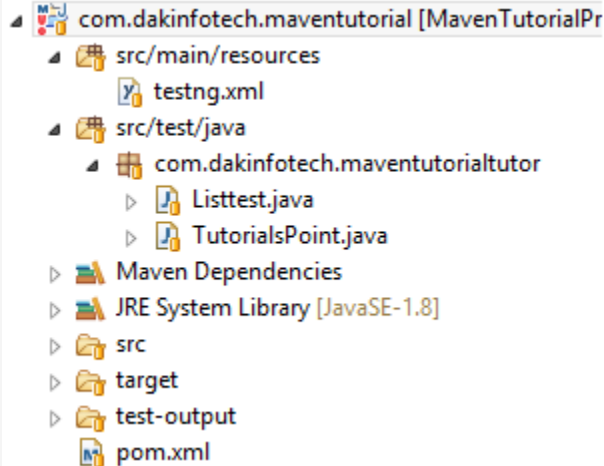 com.dakinfotech.maventutorial [MavenTutorialPr
src/main/resources
testng.xml
src/test/java
com.dakinfotech.maventutorialtutor
Listtest.java
TutorialsPoint.java
Maven Dependencies
JRE System Library [JavaSE-1.8]
src
target
test-output
pom.xml